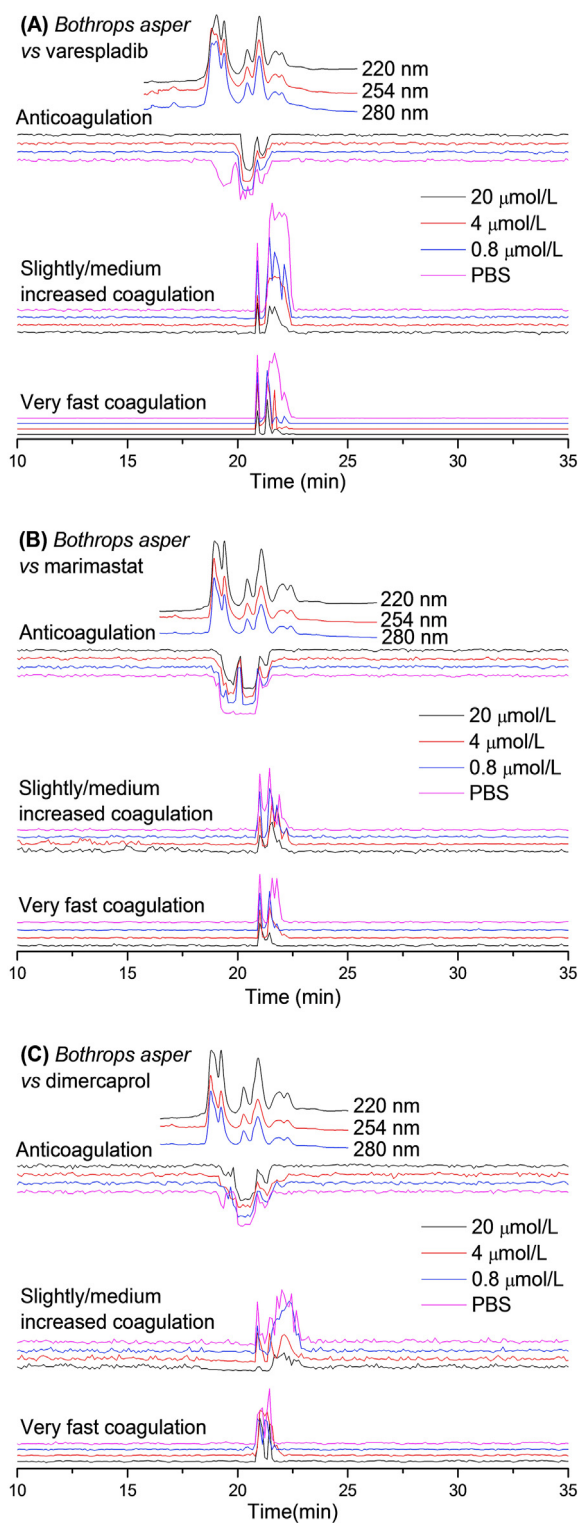 (A) Bothrops asper
vs varespladib
220 nm
254 nm
280 nm
Anticoagulation
20 μmol/L
4 μmol/L
0.8 μmol/L
PBS
Slightly/medium
increased coagulation
Very fast coagulation
10 15 20 25 30 35
Time (min)
(B) Bothrops asper
vs marimastat
220 nm
254 nm
280 nm
Anticoagulation
20 μmol/L
4 μmol/L
0.8 μmol/L
PBS
Slightly/medium
increased coagulation
Very fast coagulation
10 15 20 25 30 35
Time (min)
(C) Bothrops asper
vs dimercaprol
220 nm
254 nm
280 nm
Anticoagulation
20 μmol/L
4 μmol/L
0.8 μmol/L
PBS
Slightly/medium
increased coagulation
Very fast coagulation
10 15 20 25 30 35
Time(min)